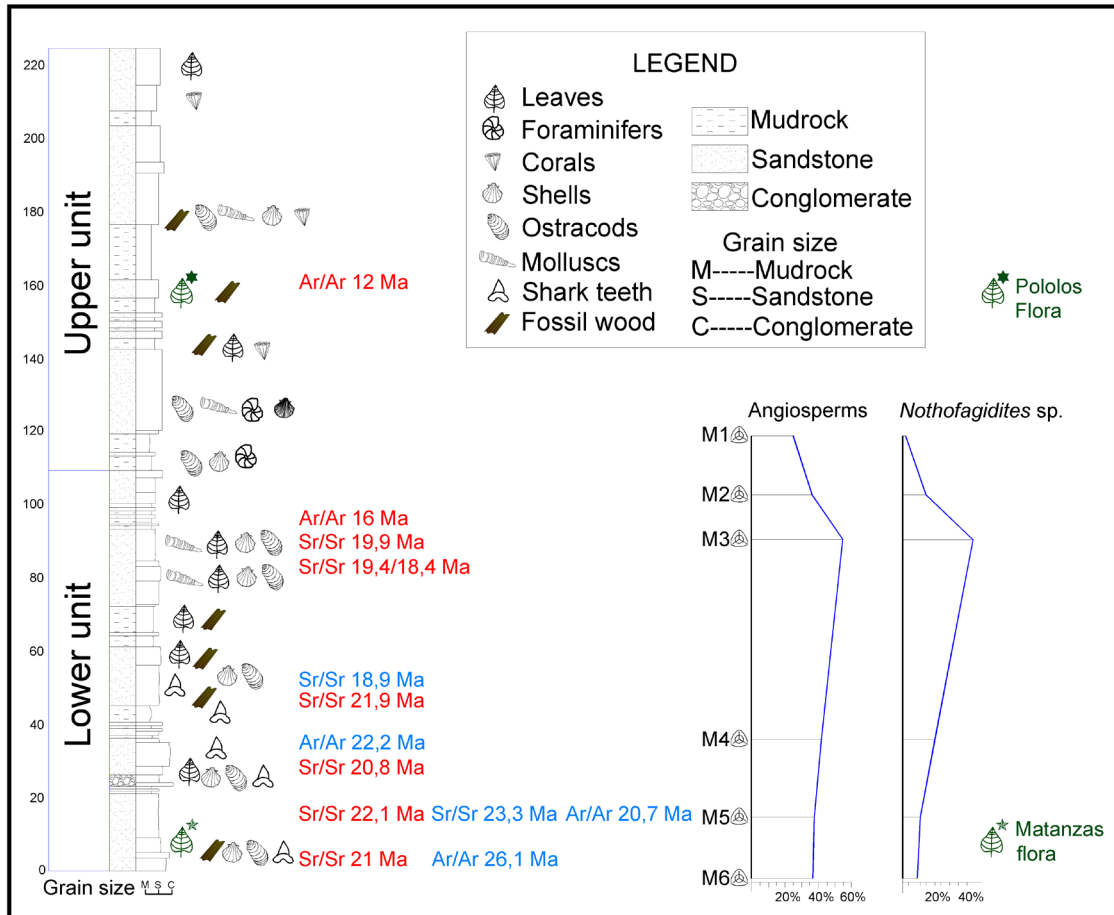 220
200
180
160
140
120
100
80
60
40
20
0
Upper unit
Lower unit
Grain size M S C
Ar/Ar 12 Ma
Ar/Ar 16 Ma
Sr/Sr 19,9 Ma
Sr/Sr 19,4/18,4 Ma
Sr/Sr 18,9 Ma
Sr/Sr 21,9 Ma
Ar/Ar 22,2 Ma
Sr/Sr 20,8 Ma
Sr/Sr 22,1 Ma Sr/Sr 23,3 Ma Ar/Ar 20,7 Ma
Sr/Sr 21 Ma Ar/Ar 26,1 Ma
LEGEND
Leaves
Foraminifers
Corals
Shells
Ostracods
Molluscs
Shark teeth
Fossil wood
Mudrock
Sandstone
Conglomerate
Grain size
M-----Mudrock
S-----Sandstone
C-----Conglomerate
Pololos
Flora
Angiosperms
Nothofagidites sp.
M1
M2
M3
M4
M5
M6
20% 40% 60%
20% 40%
Matanzas
flora